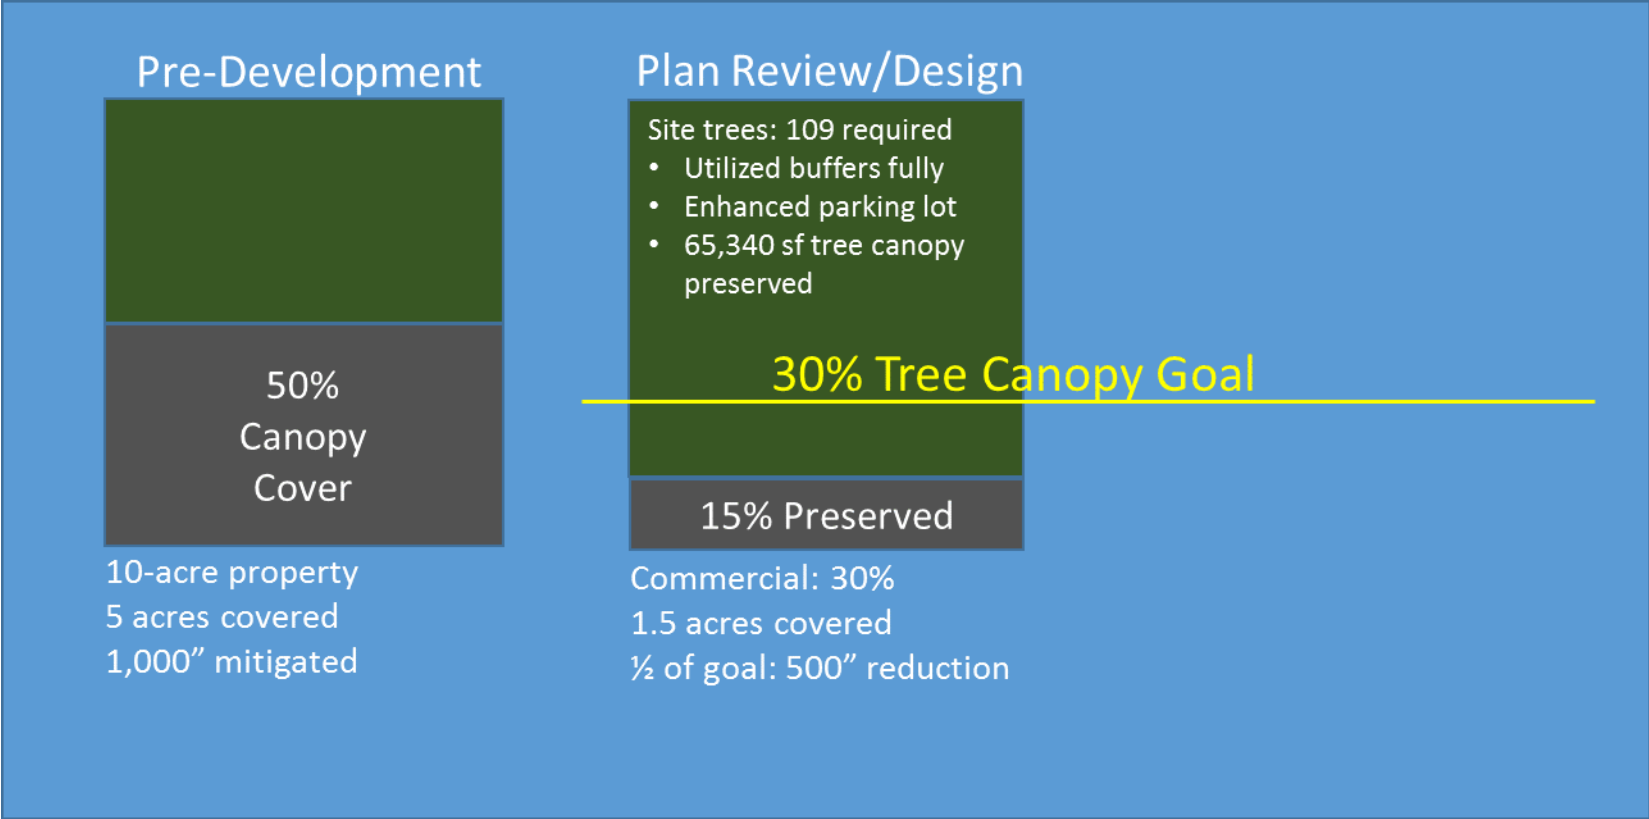 Pre-Development
50%
Canopy
Cover
10-acre property
5 acres covered
1,000” mitigated
Plan Review/Design
Site trees: 109 required
• Utilized buffers fully
• Enhanced parking lot
• 65,340 sf tree canopy
preserved
30% Tree Canopy Goal
15% Preserved
Commercial: 30%
1.5 acres covered
½ of goal: 500” reduction